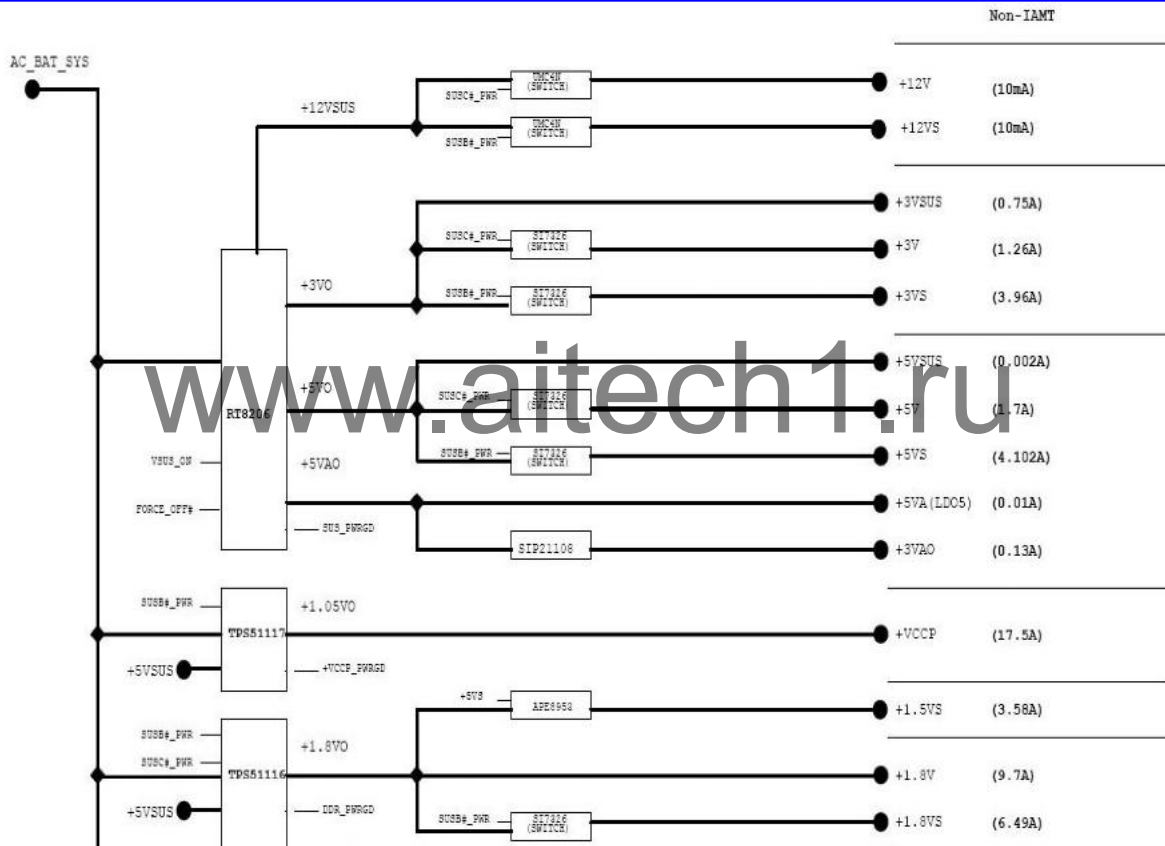 Non-IAMT
AC_BAT_SYS
+12VSUS
SUSC#_PWR
UMC4N
(SWITCH)
+12V (10mA)
SUSB#_PWR
UMC4N
(SWITCH)
+12VS (10mA)
+3VSUS (0.75A)
+3VO
SUSC#_PWR
SI7326
(SWITCH)
+3V (1.26A)
SUSB#_PWR
SI7326
(SWITCH)
+3VS (3.96A)
www.aitech1.ru
RT8206
+5VSUS (0.002A)
+5VO
SUSC#_PWR
SI7326
(SWITCH)
+5V (1.7A)
SUSB#_PWR
SI7326
(SWITCH)
+5VS (4.102A)
VSUS_ON
+5VAO
FORCE_OFF#
SUS_PWRGD
+5VA(LDO5) (0.01A)
SIP21108
+3VAO (0.13A)
SUSB#_PWR
+1.05VO
TPS51117
+VCCP (17.5A)
+5VSUS
+VCCP_PWRGD
+5VS
APE8953
+1.5VS (3.58A)
SUSB#_PWR
SUSC#_PWR
+1.8VO
TPS51116
+1.8V (9.7A)
+5VSUS
DDR_PWRGD
SUSB#_PWR
SI7326
(SWITCH)
+1.8VS (6.49A)